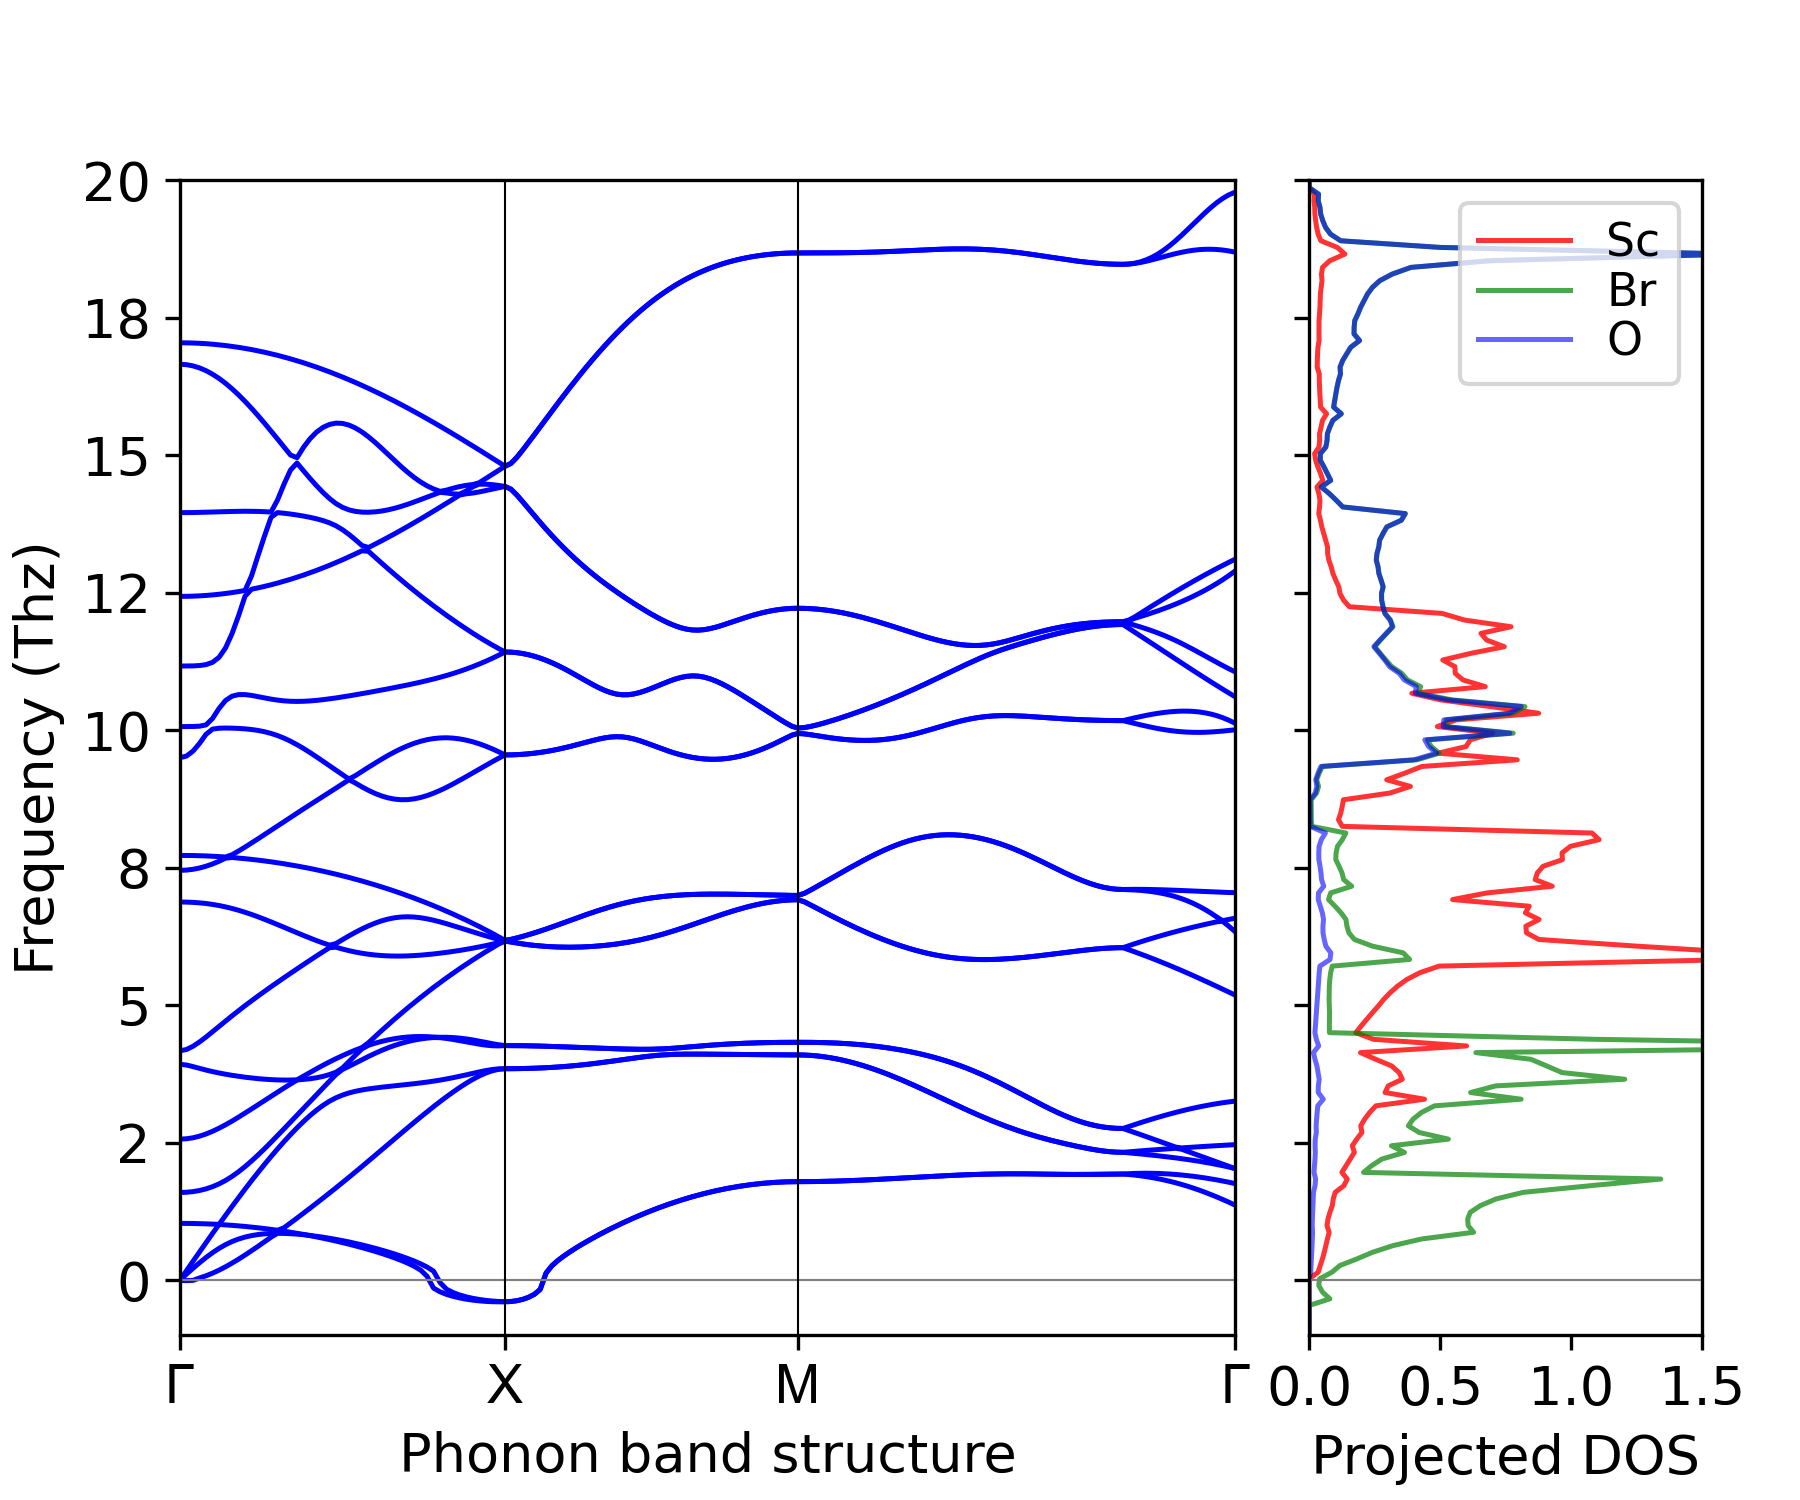 20
18
15
12
10
8
5
2
0
Frequency (Thz)
Γ X M Γ
Phonon band structure
Sc
Br
O
0.0 0.5 1.0 1.5
Projected DOS